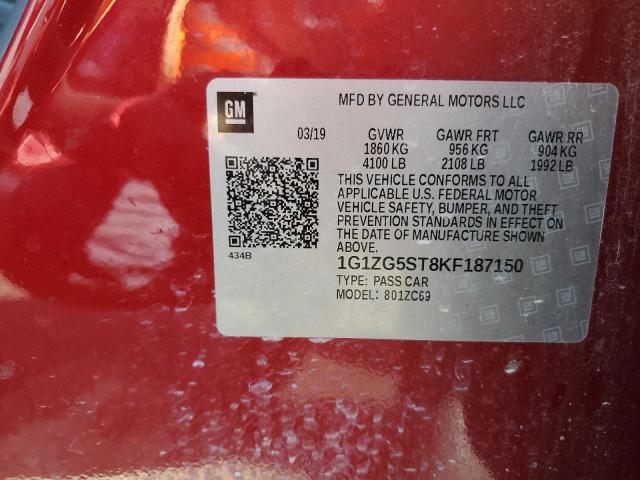 GM
MFD BY GENERAL MOTORS LLC
03/19 GVWR GAWR FRT GAWR RR
1860 KG 956 KG 904 KG
4100 LB 2108 LB 1992 LB
THIS VEHICLE CONFORMS TO ALL
APPLICABLE U.S. FEDERAL MOTOR
VEHICLE SAFETY, BUMPER, AND THEFT
PREVENTION STANDARDS IN EFFECT ON
THE DATE OF MANUFACTURE SHOWN
ABOVE.
434B
1G1ZG5ST8KF187150
TYPE: PASS CAR
MODEL: 801ZC69